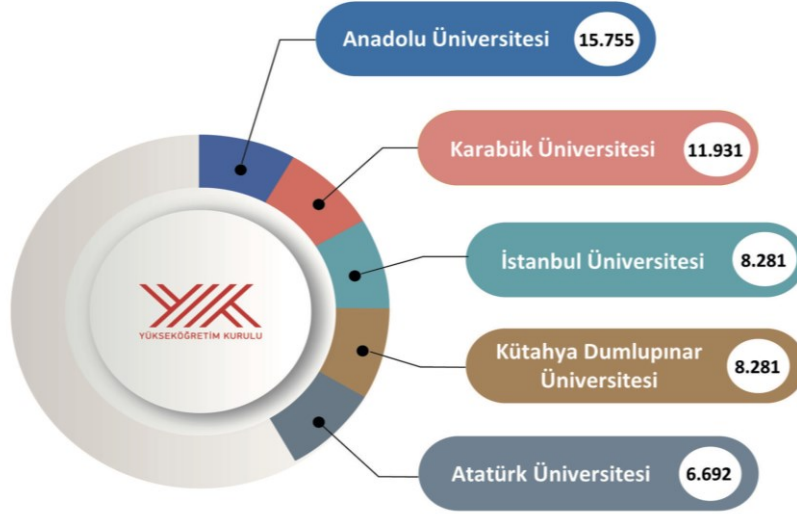 Anadolu Üniversitesi 15.755
Karabük Üniversitesi 11.931
İstanbul Üniversitesi 8.281
YÜKSEKÖĞRETİM KURULU
Kütahya Dumlupınar
Üniversitesi 8.281
Atatürk Üniversitesi 6.692